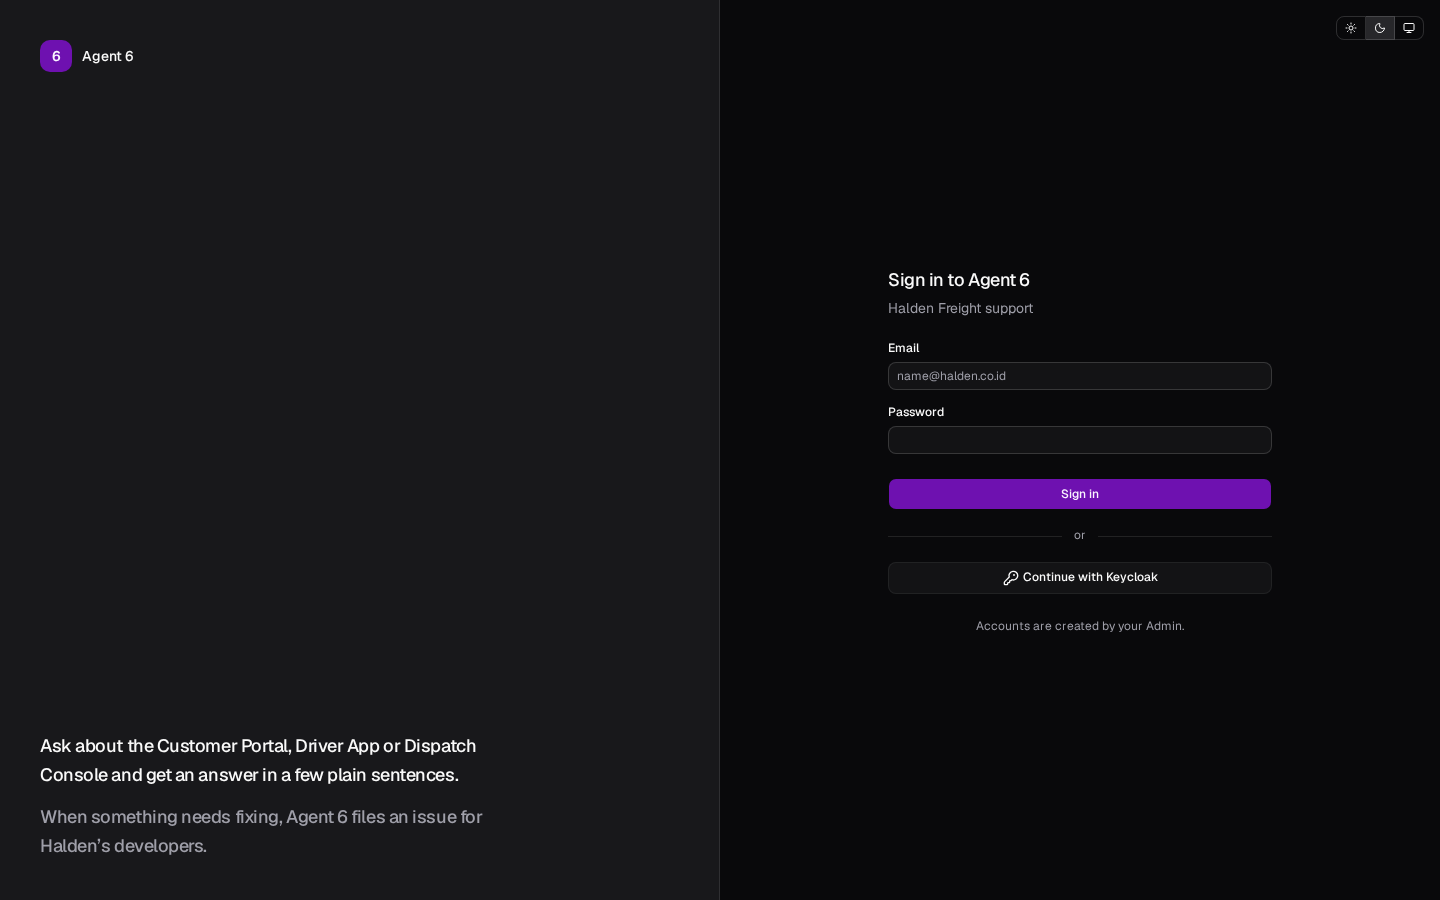 6 Agent 6
Sign in to Agent 6
Halden Freight support
Email
name@halden.co.id
Password
Sign in
or
Continue with Keycloak
Accounts are created by your Admin.
Ask about the Customer Portal, Driver App or Dispatch
Console and get an answer in a few plain sentences.
When something needs fixing, Agent 6 files an issue for
Halden’s developers.